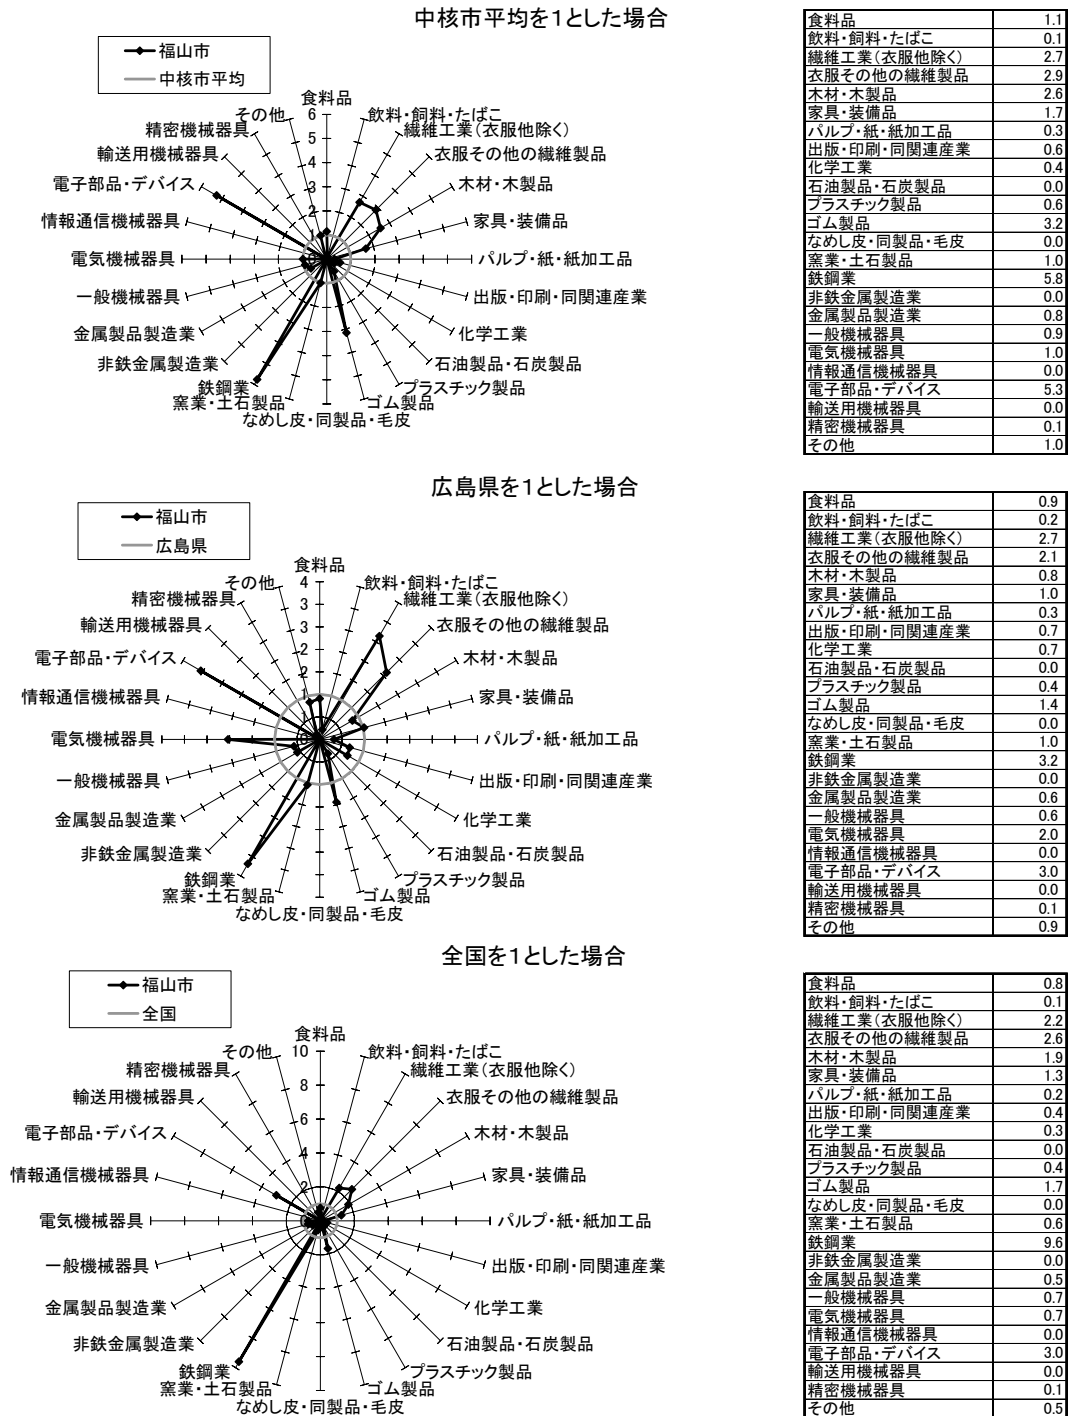 中核市平均を1とした場合
福山市
中核市平均
食料品
飲料・飼料・たばこ
繊維工業(衣服他除く)
衣服その他の繊維製品
木材・木製品
家具・装備品
パルプ・紙・紙加工品
出版・印刷・同関連産業
化学工業
石油製品・石炭製品
プラスチック製品
ゴム製品
なめし皮・同製品・毛皮
窯業・土石製品
鉄鋼業
非鉄金属製造業
金属製品製造業
一般機械器具
電気機械器具
情報通信機械器具
電子部品・デバイス
輸送用機械器具
精密機械器具
その他
6
5
4
3
2
1
0
食料品 1.1
飲料・飼料・たばこ 0.1
繊維工業(衣服他除く) 2.7
衣服その他の繊維製品 2.9
木材・木製品 2.6
家具・装備品 1.7
パルプ・紙・紙加工品 0.3
出版・印刷・同関連産業 0.6
化学工業 0.4
石油製品・石炭製品 0.0
プラスチック製品 0.6
ゴム製品 3.2
なめし皮・同製品・毛皮 0.0
窯業・土石製品 1.0
鉄鋼業 5.8
非鉄金属製造業 0.0
金属製品製造業 0.8
一般機械器具 0.9
電気機械器具 1.0
情報通信機械器具 0.0
電子部品・デバイス 5.3
輸送用機械器具 0.0
精密機械器具 0.1
その他 1.0
広島県を1とした場合
福山市
広島県
食料品
飲料・飼料・たばこ
繊維工業(衣服他除く)
衣服その他の繊維製品
木材・木製品
家具・装備品
パルプ・紙・紙加工品
出版・印刷・同関連産業
化学工業
石油製品・石炭製品
プラスチック製品
ゴム製品
なめし皮・同製品・毛皮
窯業・土石製品
鉄鋼業
非鉄金属製造業
金属製品製造業
一般機械器具
電気機械器具
情報通信機械器具
電子部品・デバイス
輸送用機械器具
精密機械器具
その他
4
3
3
2
2
1
1
0
食料品 0.9
飲料・飼料・たばこ 0.2
繊維工業(衣服他除く) 2.7
衣服その他の繊維製品 2.1
木材・木製品 0.8
家具・装備品 1.0
パルプ・紙・紙加工品 0.3
出版・印刷・同関連産業 0.7
化学工業 0.7
石油製品・石炭製品 0.0
プラスチック製品 0.4
ゴム製品 1.4
なめし皮・同製品・毛皮 0.0
窯業・土石製品 1.0
鉄鋼業 3.2
非鉄金属製造業 0.0
金属製品製造業 0.6
一般機械器具 0.6
電気機械器具 2.0
情報通信機械器具 0.0
電子部品・デバイス 3.0
輸送用機械器具 0.0
精密機械器具 0.1
その他 0.9
全国を1とした場合
福山市
全国
食料品
飲料・飼料・たばこ
繊維工業(衣服他除く)
衣服その他の繊維製品
木材・木製品
家具・装備品
パルプ・紙・紙加工品
出版・印刷・同関連産業
化学工業
石油製品・石炭製品
プラスチック製品
ゴム製品
なめし皮・同製品・毛皮
窯業・土石製品
鉄鋼業
非鉄金属製造業
金属製品製造業
一般機械器具
電気機械器具
情報通信機械器具
電子部品・デバイス
輸送用機械器具
精密機械器具
その他
10
8
6
4
2
0
食料品 0.8
飲料・飼料・たばこ 0.1
繊維工業(衣服他除く) 2.2
衣服その他の繊維製品 2.6
木材・木製品 1.9
家具・装備品 1.3
パルプ・紙・紙加工品 0.2
出版・印刷・同関連産業 0.4
化学工業 0.3
石油製品・石炭製品 0.0
プラスチック製品 0.4
ゴム製品 1.7
なめし皮・同製品・毛皮 0.0
窯業・土石製品 0.6
鉄鋼業 9.6
非鉄金属製造業 0.0
金属製品製造業 0.5
一般機械器具 0.7
電気機械器具 0.7
情報通信機械器具 0.0
電子部品・デバイス 3.0
輸送用機械器具 0.0
精密機械器具 0.1
その他 0.5